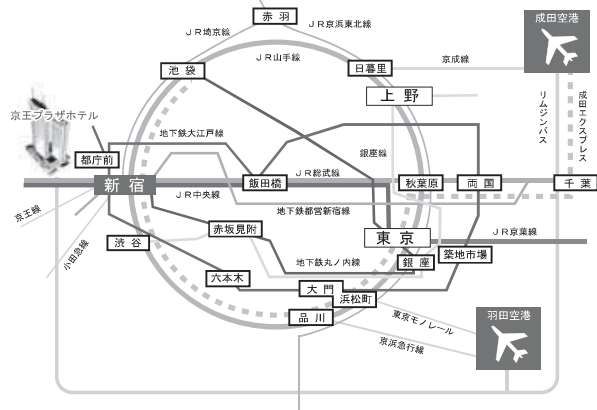 赤羽
JR埼京線
JR京浜東北線
成田空港
JR山手線
池袋
日暮里
京成線
上野
京王プラザホテル
地下鉄大江戸線
銀座線
リムジンバス
成田エクスプレス
都庁前
新宿
飯田橋
JR総武線
秋葉原
両国
千葉
JR中央線
地下鉄都営新宿線
京王線
小田急線
渋谷
赤坂見附
東京
JR京葉線
地下鉄丸ノ内線
銀座
築地市場
六本木
大門
浜松町
品川
東京モノレール
京浜急行線
羽田空港